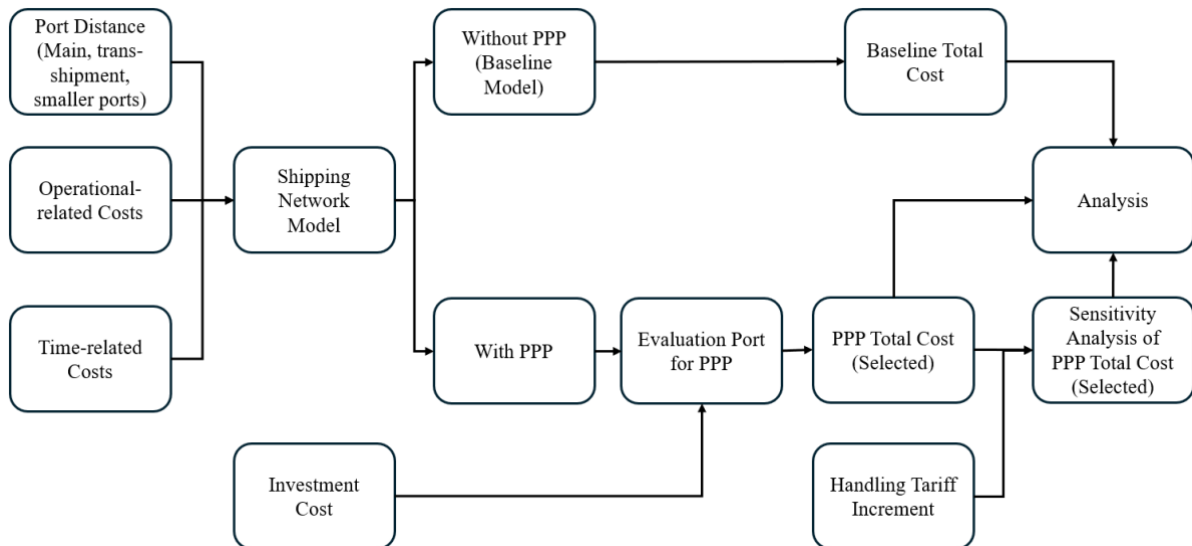 Port Distance
(Main, trans-
shipment,
smaller ports)
Operational-
related Costs
Time-related
Costs
Shipping
Network
Model
Investment
Cost
Without PPP
(Baseline
Model)
With PPP
Evaluation Port
for PPP
Baseline Total
Cost
PPP Total Cost
(Selected)
Handling Tariff
Increment
Analysis
Sensitivity
Analysis of
PPP Total Cost
(Selected)